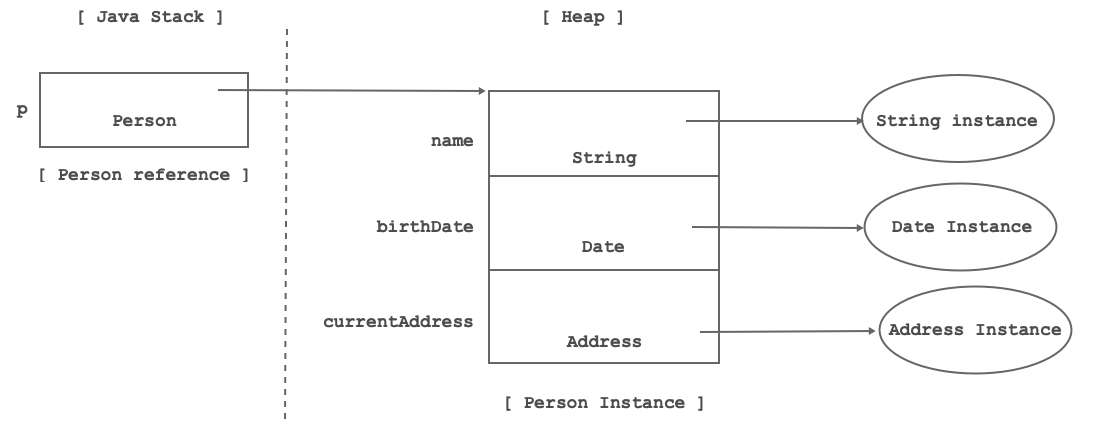 [ Java Stack ]
[ Heap ]
p
Person
[ Person reference ]
name
String
String instance
birthDate
Date
Date Instance
currentAddress
Address
Address Instance
[ Person Instance ]